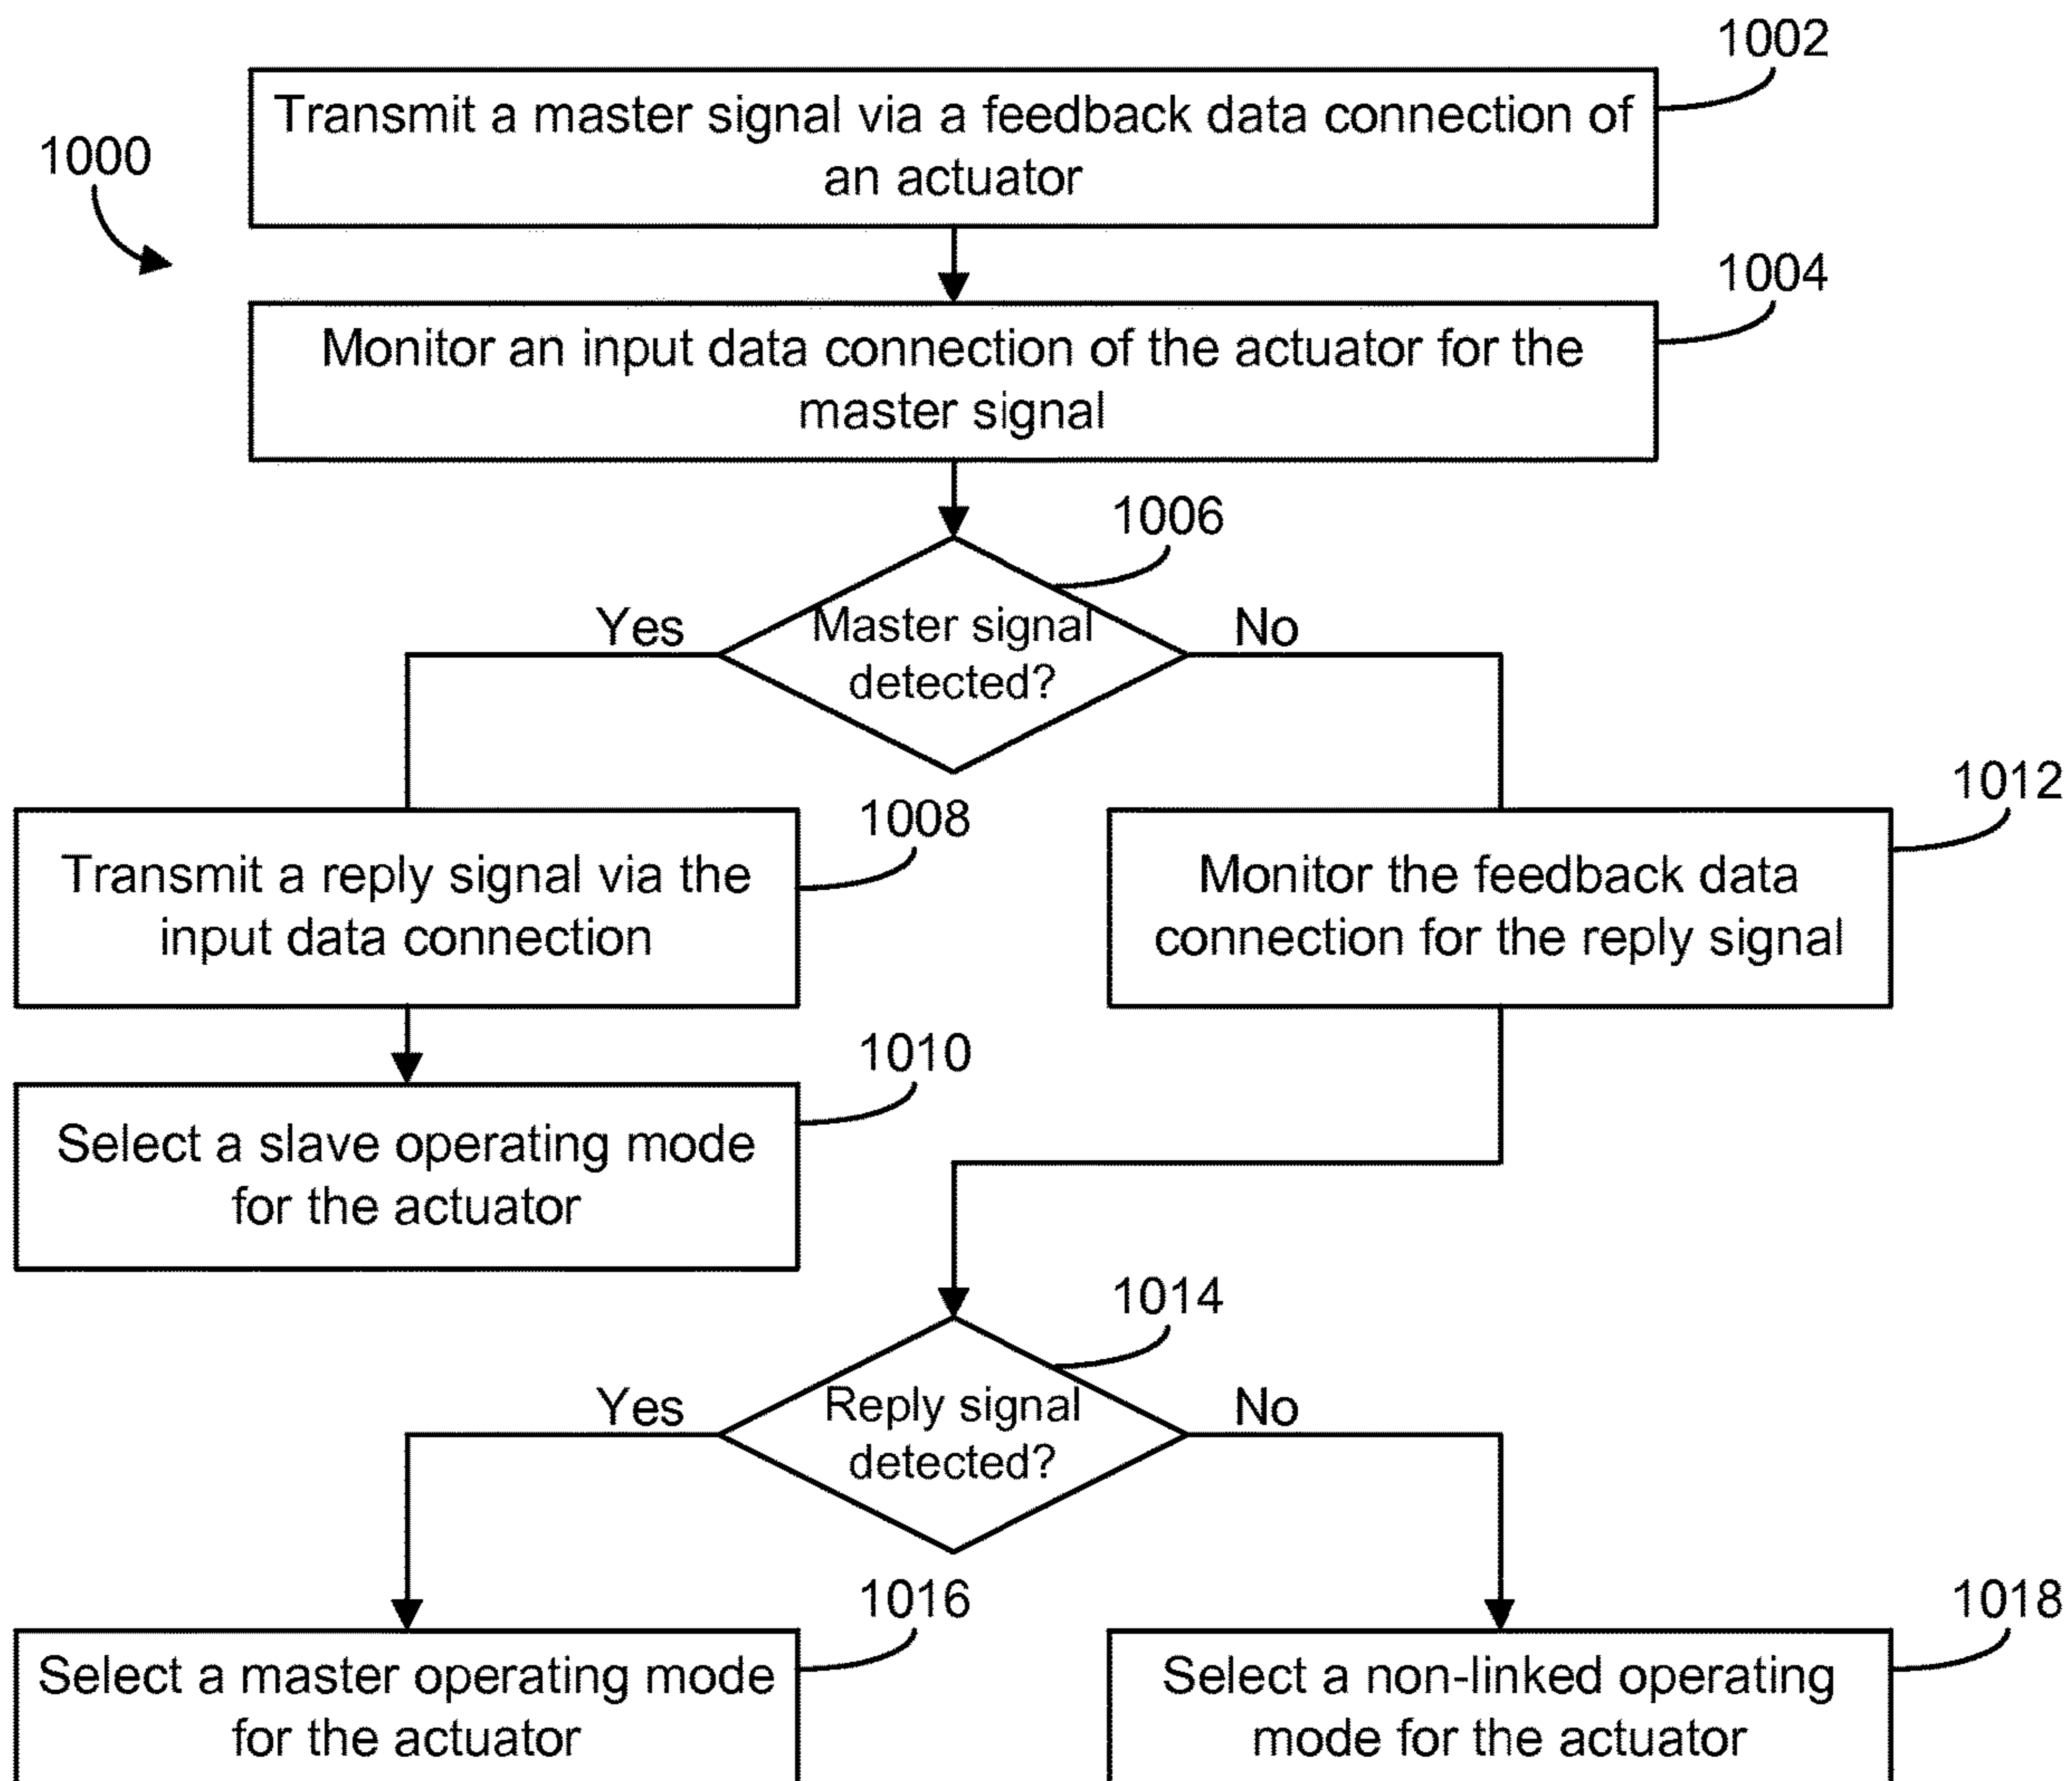 1002
Transmit a master signal via a feedback data connection of
an actuator
1000
1004
Monitor an input data connection of the actuator for the
master signal
1006
Yes
Master signal
detected?
No
1008
Transmit a reply signal via the
input data connection
1012
Monitor the feedback data
connection for the reply signal
1010
Select a slave operating mode
for the actuator
1014
Yes
Reply signal
detected?
No
1016
Select a master operating mode
for the actuator
1018
Select a non-linked operating
mode for the actuator